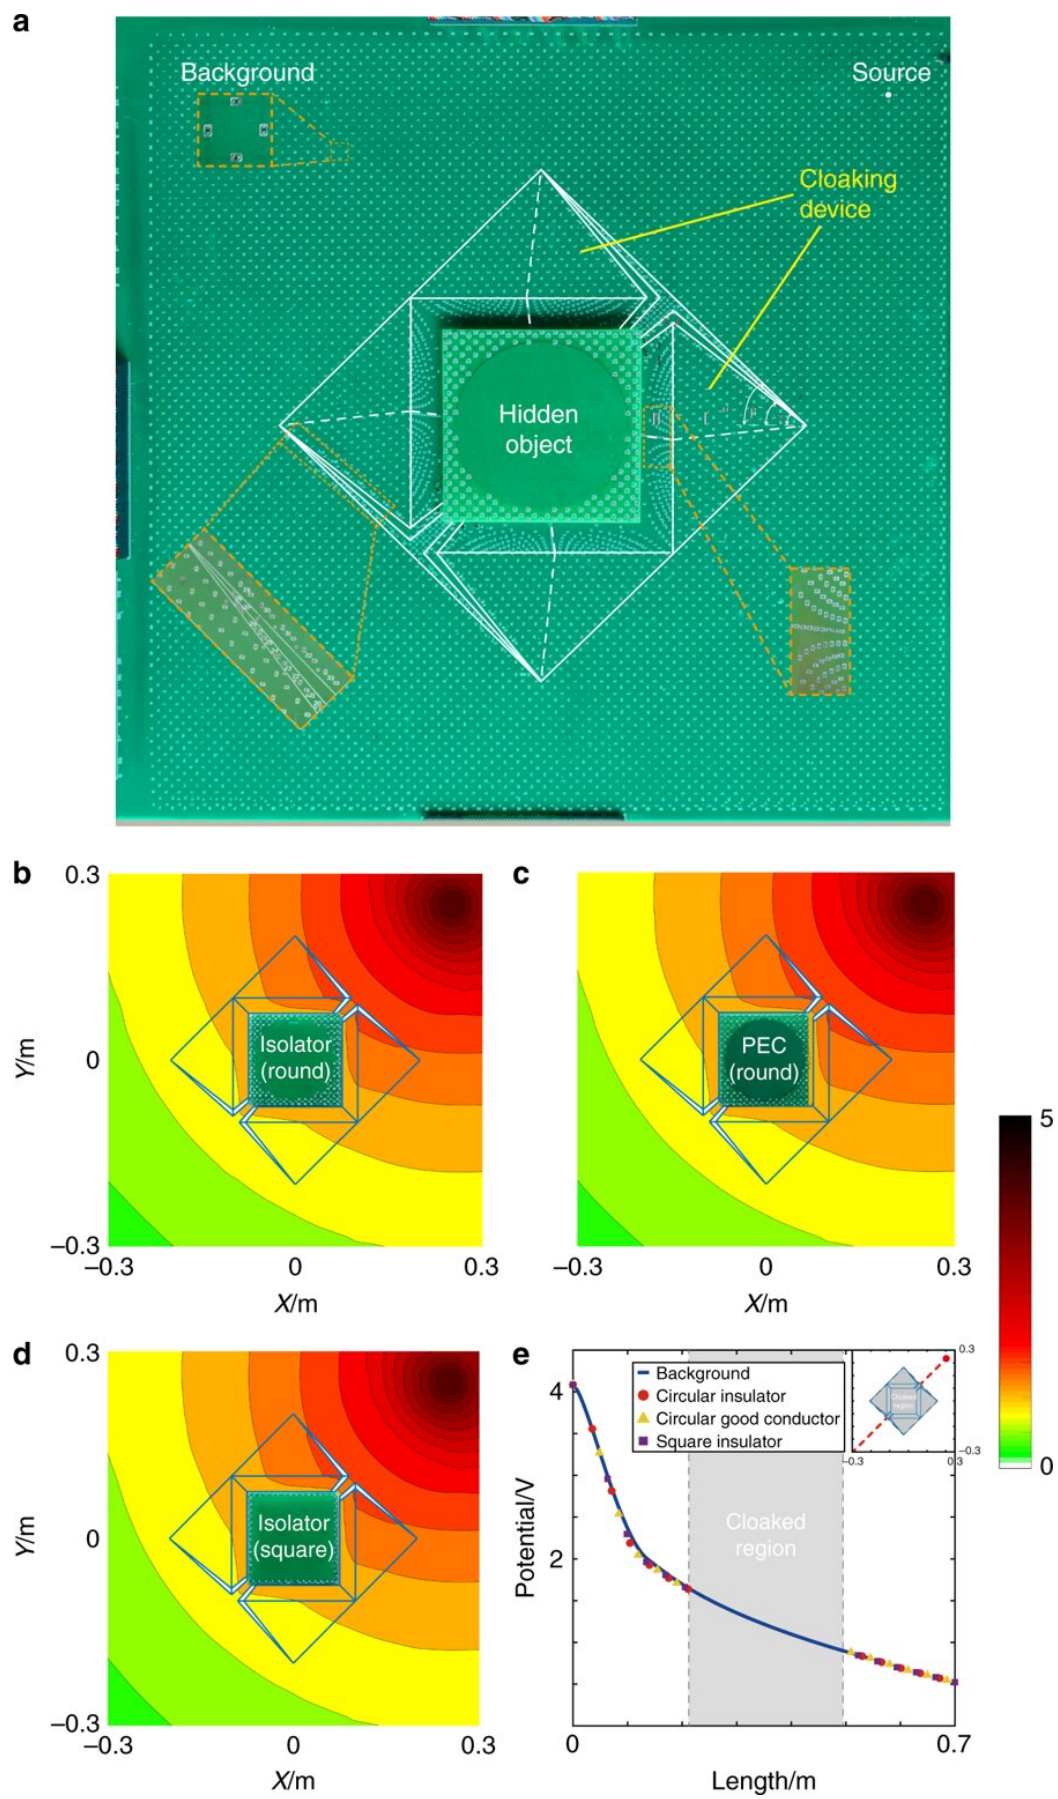 a
Background
Source
Cloaking
device
Hidden
object
b
0.3
Y/m
0
–0.3
–0.3
0
0.3
X/m
Isolator
(round)
c
PEC
(round)
–0.3
0
0.3
X/m
5
0
d
0.3
Y/m
0
–0.3
–0.3
0
0.3
X/m
Isolator
(square)
e
Background
Circular insulator
Circular good conductor
Square insulator
0.3
Cloaked
region
–0.3
–0.3
0.3
4
2
Potential/V
Cloaked
region
0
0.7
Length/m